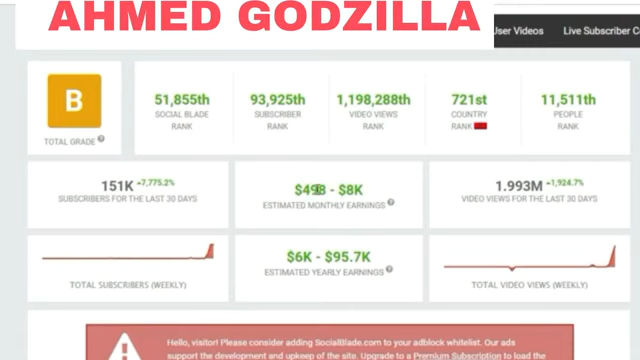 AHMED GODZILLA
User Videos Live Subscriber C
B
TOTAL GRADE
51,855th
SOCIAL BLADE
RANK
93,925th
SUBSCRIBER
RANK
1,198,288th
VIDEO VIEWS
RANK
721st
COUNTRY
RANK
11,511th
PEOPLE
RANK
151K +7,775.2%
SUBSCRIBERS FOR THE LAST 30 DAYS
$498 - $8K
ESTIMATED MONTHLY EARNINGS
1.993M +1,924.7%
VIDEO VIEWS FOR THE LAST 30 DAYS
TOTAL SUBSCRIBERS (WEEKLY)
$6K - $95.7K
ESTIMATED YEARLY EARNINGS
TOTAL VIDEO VIEWS (WEEKLY)
Hello, visitor! Please consider adding SocialBlade.com to your adblock whitelist. Our ads
support the development and upkeep of the site. Upgrade to a Premium Subscription to load the